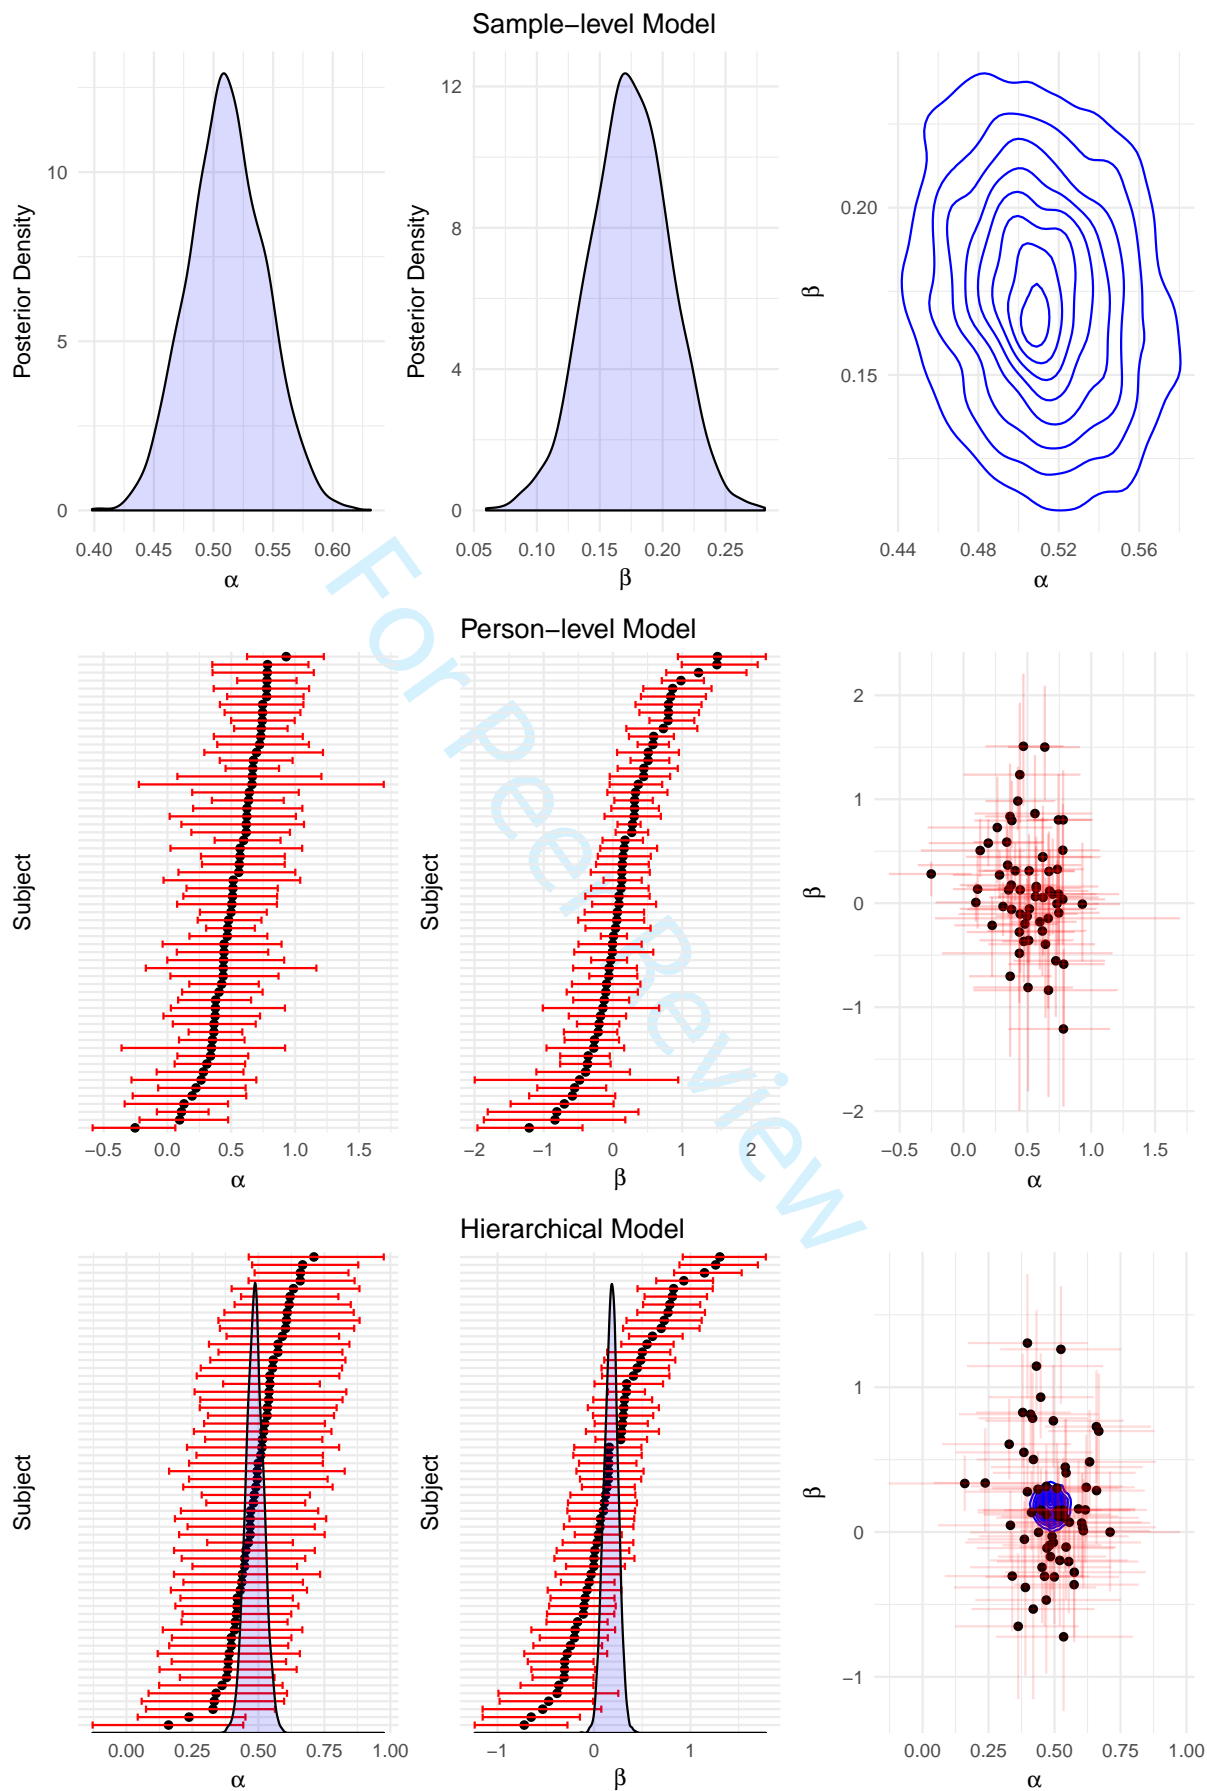 Sample−level Model
Posterior Density
10
5
0
0.40 0.45 0.50 0.55 0.60
α
Posterior Density
12
8
4
0
0.05 0.10 0.15 0.20 0.25
β
β
0.20
0.15
0.44 0.48 0.52 0.56
α
For Peer Review
Person−level Model
Subject
−0.5 0.0 0.5 1.0 1.5
α
Subject
−2 −1 0 1 2
β
β
2
1
0
−1
−2
−0.5 0.0 0.5 1.0 1.5
α
Hierarchical Model
Subject
0.00 0.25 0.50 0.75 1.00
α
Subject
−1 0 1
β
β
1
0
−1
0.00 0.25 0.50 0.75 1.00
α